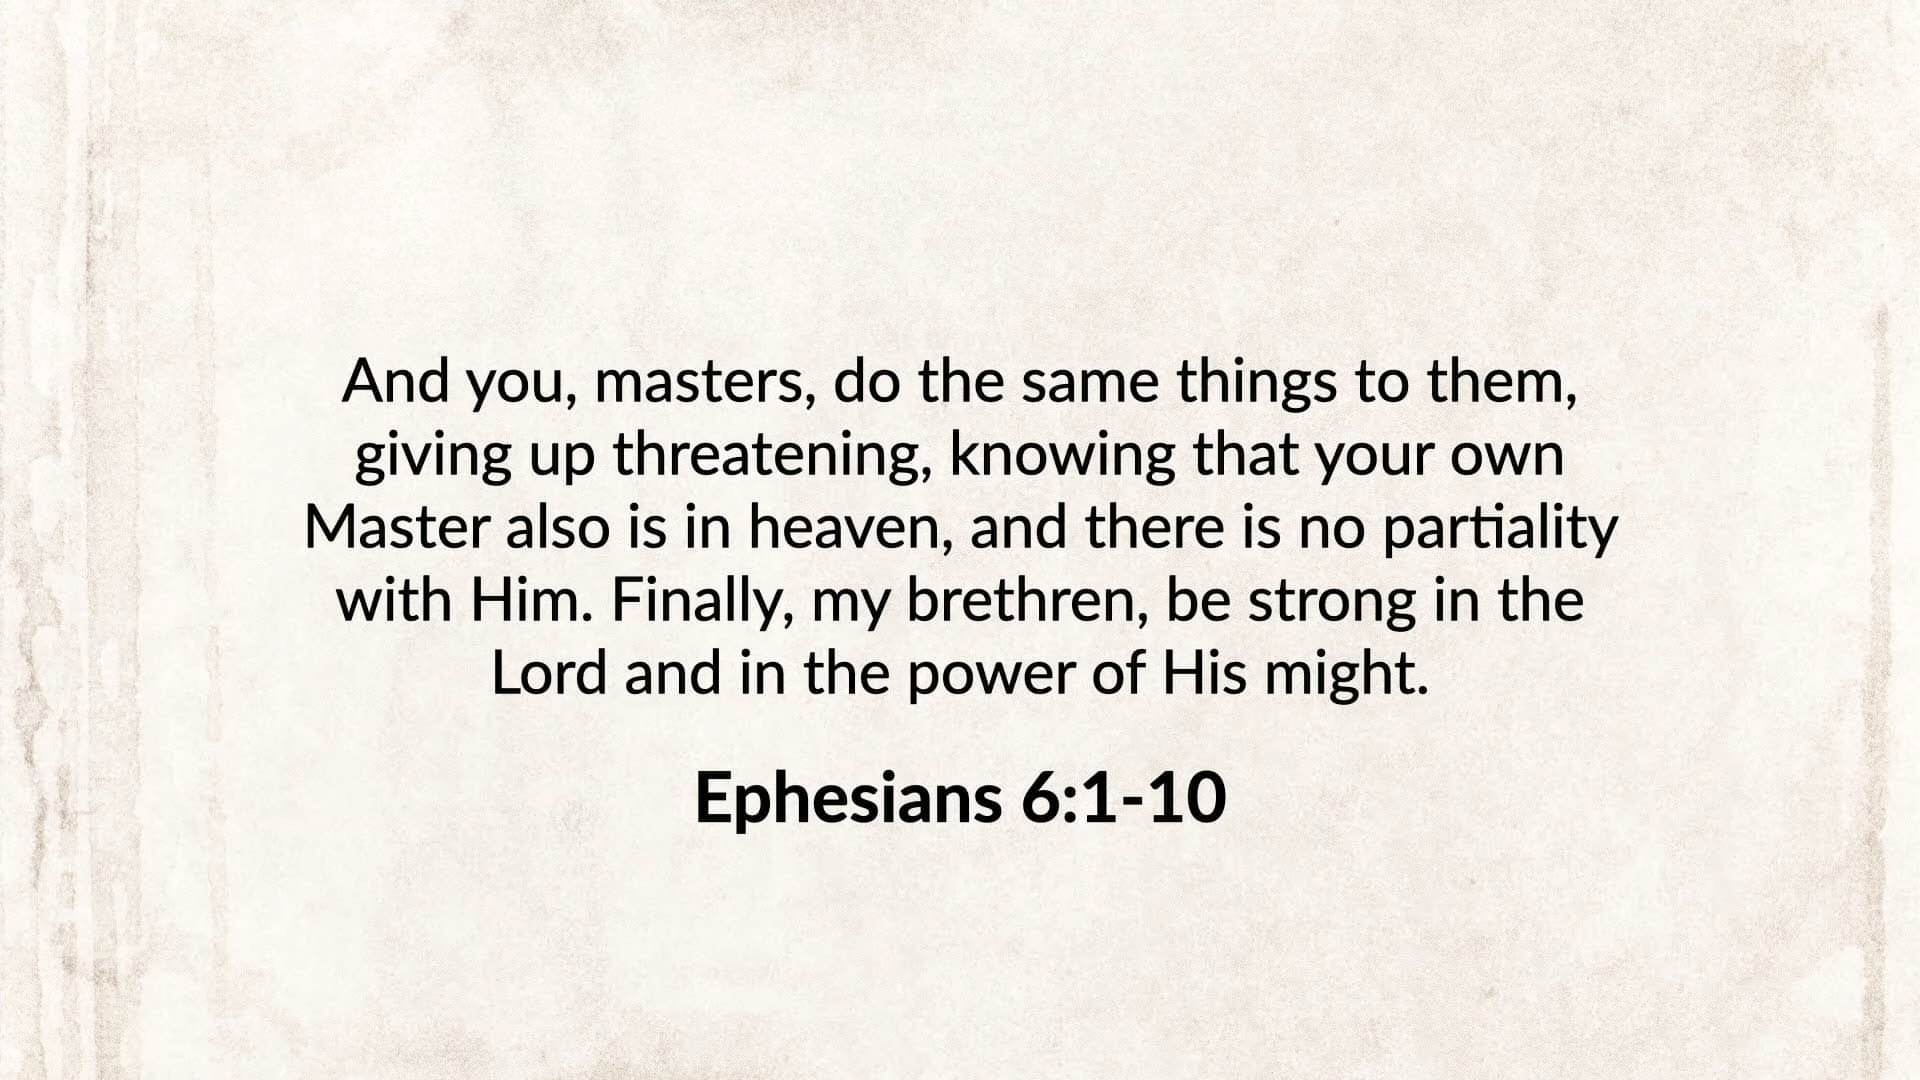 And you, masters, do the same things to them,
giving up threatening, knowing that your own
Master also is in heaven, and there is no partiality
with Him. Finally, my brethren, be strong in the
Lord and in the power of His might.
Ephesians 6:1-10